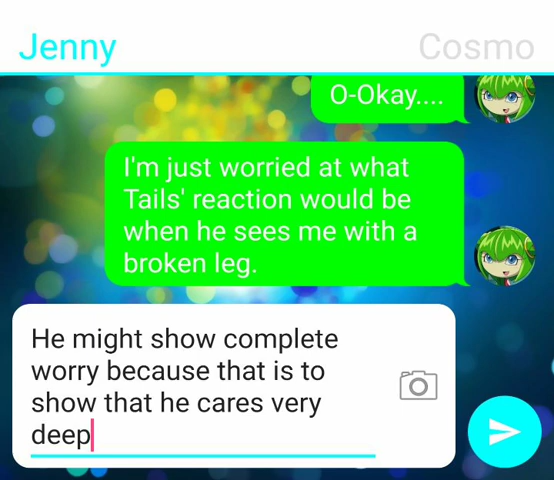 Jenny
Cosmo
O-Okay....
I'm just worried at what
Tails' reaction would be
when he sees me with a
broken leg.
He might show complete
worry because that is to
show that he cares very
deep